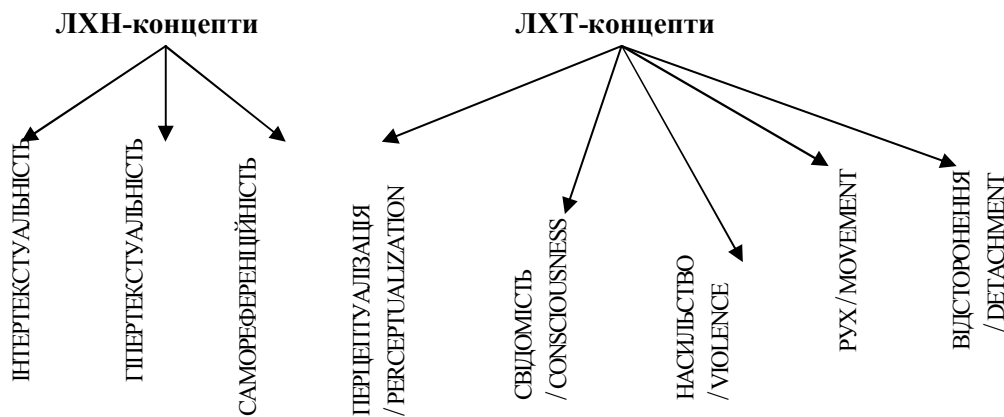 ЛХН-концепти
ЛХТ-концепти
ІНТЕРТЕКСТУАЛЬНІСТЬ
ГІПЕРТЕКСТУАЛЬНІСТЬ
САМОРЕФЕРЕНЦІЙНІСТЬ
ПЕРЦЕПТУАЛІЗАЦІЯ
/ PERCEPTUALIZATION
СВІДОМІСТЬ
/ CONSCIOUSNESS
НАСИЛЬСТВО
/ VIOLENCE
РУХ / MOVEMENT
ВІДСТОРОНЕННЯ
/ DETACHMENT